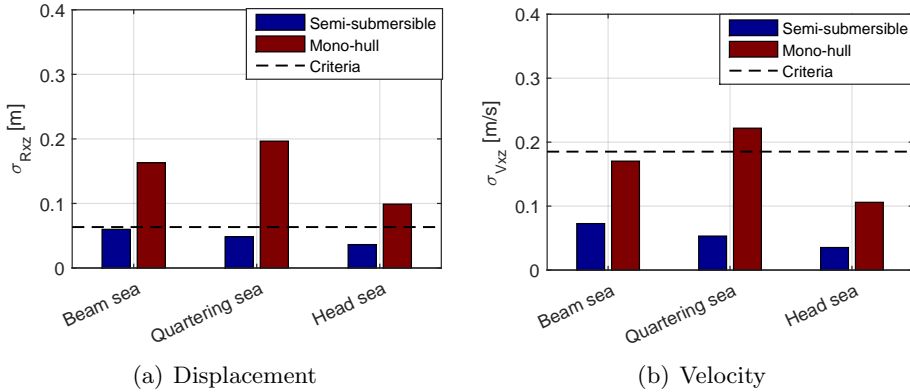 Semi-submersible
Mono-hull
Criteria
0.4
0.3
0.2
0.1
0
σRxz [m]
Beam sea
Quartering sea
Head sea
(a) Displacement
Semi-submersible
Mono-hull
Criteria
0.4
0.3
0.2
0.1
0
σVxz [m/s]
Beam sea
Quartering sea
Head sea
(b) Velocity